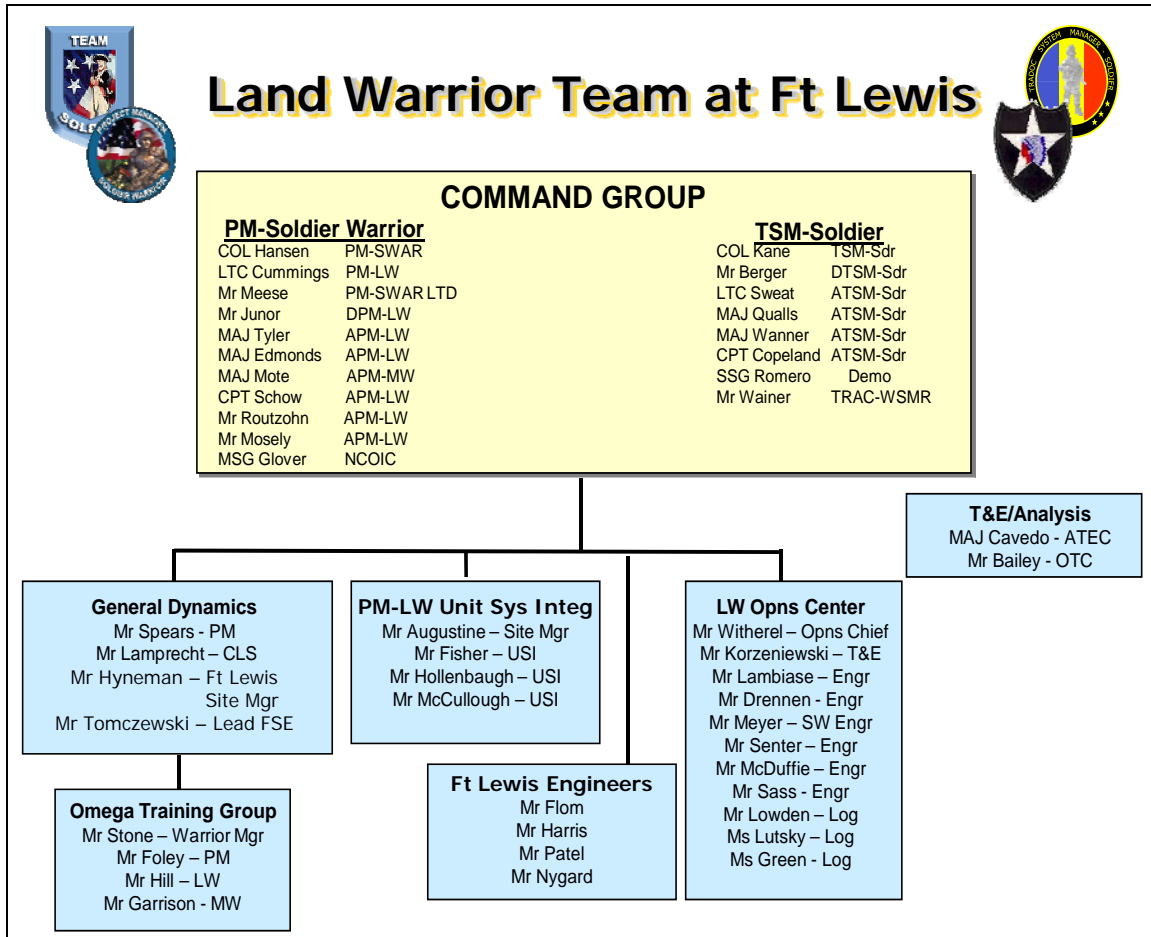 TEAM
SOLDIER
PROJECT MANAGER
SOLDIER WARRIOR
Land Warrior Team at Ft Lewis
TRADOC SYSTEM MANAGER - SOLDIER
COMMAND GROUP
PM-Soldier Warrior
COL Hansen PM-SWAR
LTC Cummings PM-LW
Mr Meese PM-SWAR LTD
Mr Junor DPM-LW
MAJ Tyler APM-LW
MAJ Edmonds APM-LW
MAJ Mote APM-MW
CPT Schow APM-LW
Mr Routzohn APM-LW
Mr Mosely APM-LW
MSG Glover NCOIC
TSM-Soldier
COL Kane TSM-Sdr
Mr Berger DTSM-Sdr
LTC Sweat ATSM-Sdr
MAJ Qualls ATSM-Sdr
MAJ Wanner ATSM-Sdr
CPT Copeland ATSM-Sdr
SSG Romero Demo
Mr Wainer TRAC-WSMR
T&E/Analysis
MAJ Cavedo - ATEC
Mr Bailey - OTC
General Dynamics
Mr Spears - PM
Mr Lamprecht – CLS
Mr Hyneman – Ft Lewis
Site Mgr
Mr Tomczewski – Lead FSE
PM-LW Unit Sys Integ
Mr Augustine – Site Mgr
Mr Fisher – USI
Mr Hollenbaugh – USI
Mr McCullough – USI
LW Opns Center
Mr Witherel – Opns Chief
Mr Korzeniewski – T&E
Mr Lambiase – Engr
Mr Drennen - Engr
Mr Meyer – SW Engr
Mr Senter – Engr
Mr McDuffie – Engr
Mr Sass - Engr
Mr Lowden – Log
Ms Lutsky – Log
Ms Green - Log
Omega Training Group
Mr Stone – Warrior Mgr
Mr Foley – PM
Mr Hill – LW
Mr Garrison - MW
Ft Lewis Engineers
Mr Flom
Mr Harris
Mr Patel
Mr Nygard